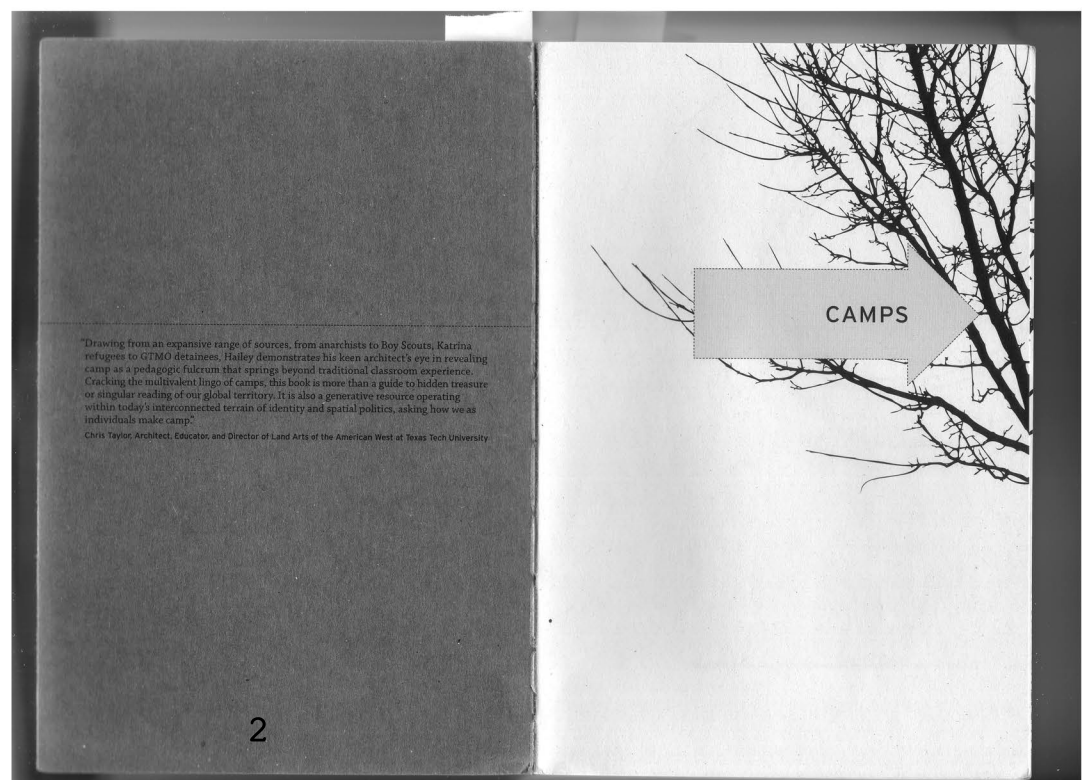 "Drawing from an expansive range of sources, from anarchists to Boy Scouts, Katrina
refugees to GTMO detainees, Hailey demonstrates his keen architect's eye in revealing
camp as a pedagogic fulcrum that springs beyond traditional classroom experience.
Cracking the multivalent lingo of camps, this book is more than a guide to hidden treasure
or singular reading of our global territory. It is also a generative resource operating
within today's interconnected terrain of identity and spatial politics, asking how we as
individuals make camp."
Chris Taylor, Architect, Educator, and Director of Land Arts of the American West at Texas Tech University
2
CAMPS